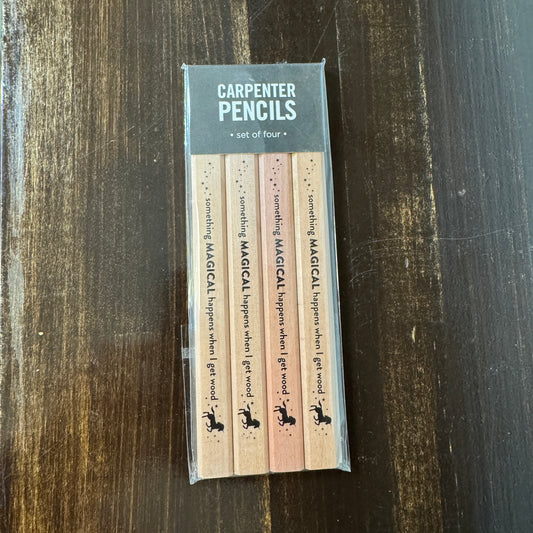 CARPENTER
PENCILS
• set of four •
something MAGICAL happens when I get wood
something MAGICAL happens when I get wood
something MAGICAL happens when I get wood
something MAGICAL happens when I get wood